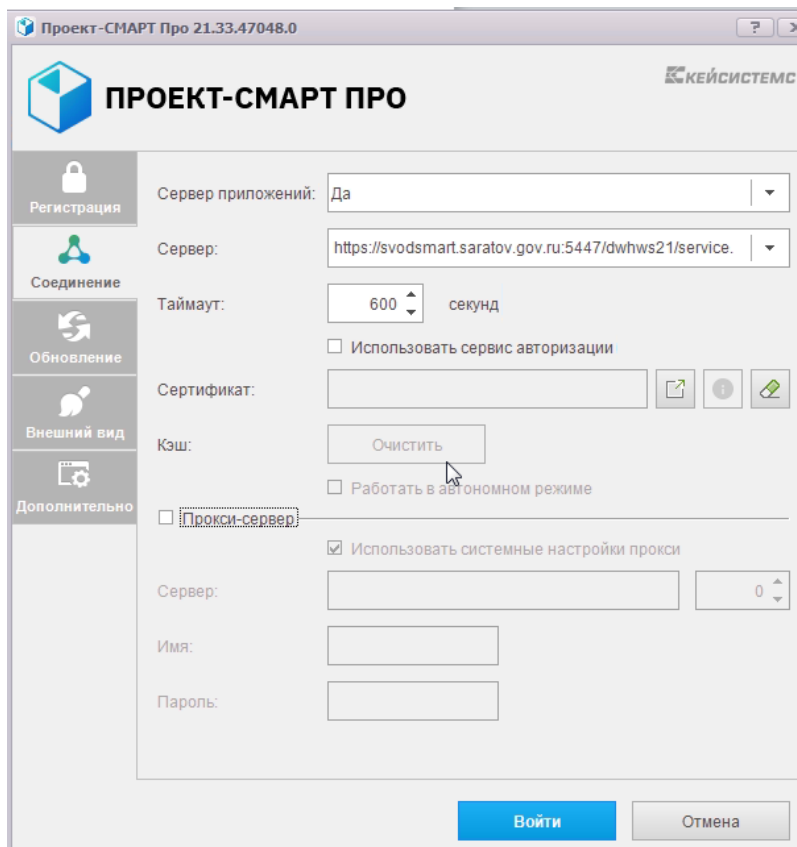 Проект-СМАРТ Про 21.33.47048.0
ПРОЕКТ-СМАРТ ПРО
КЕЙСИСТЕМС
Регистрация
Соединение
Обновление
Внешний вид
Дополнительно
Сервер приложений: Да
Сервер: https://svodsmart.saratov.gov.ru:5447/dwhws21/service.
Таймаут: 600 секунд
Использовать сервис авторизации
Сертификат:
Кэш: Очистить
Работать в автономном режиме
Прокси-сервер
Использовать системные настройки прокси
Сервер: 0
Имя:
Пароль:
Войти Отмена